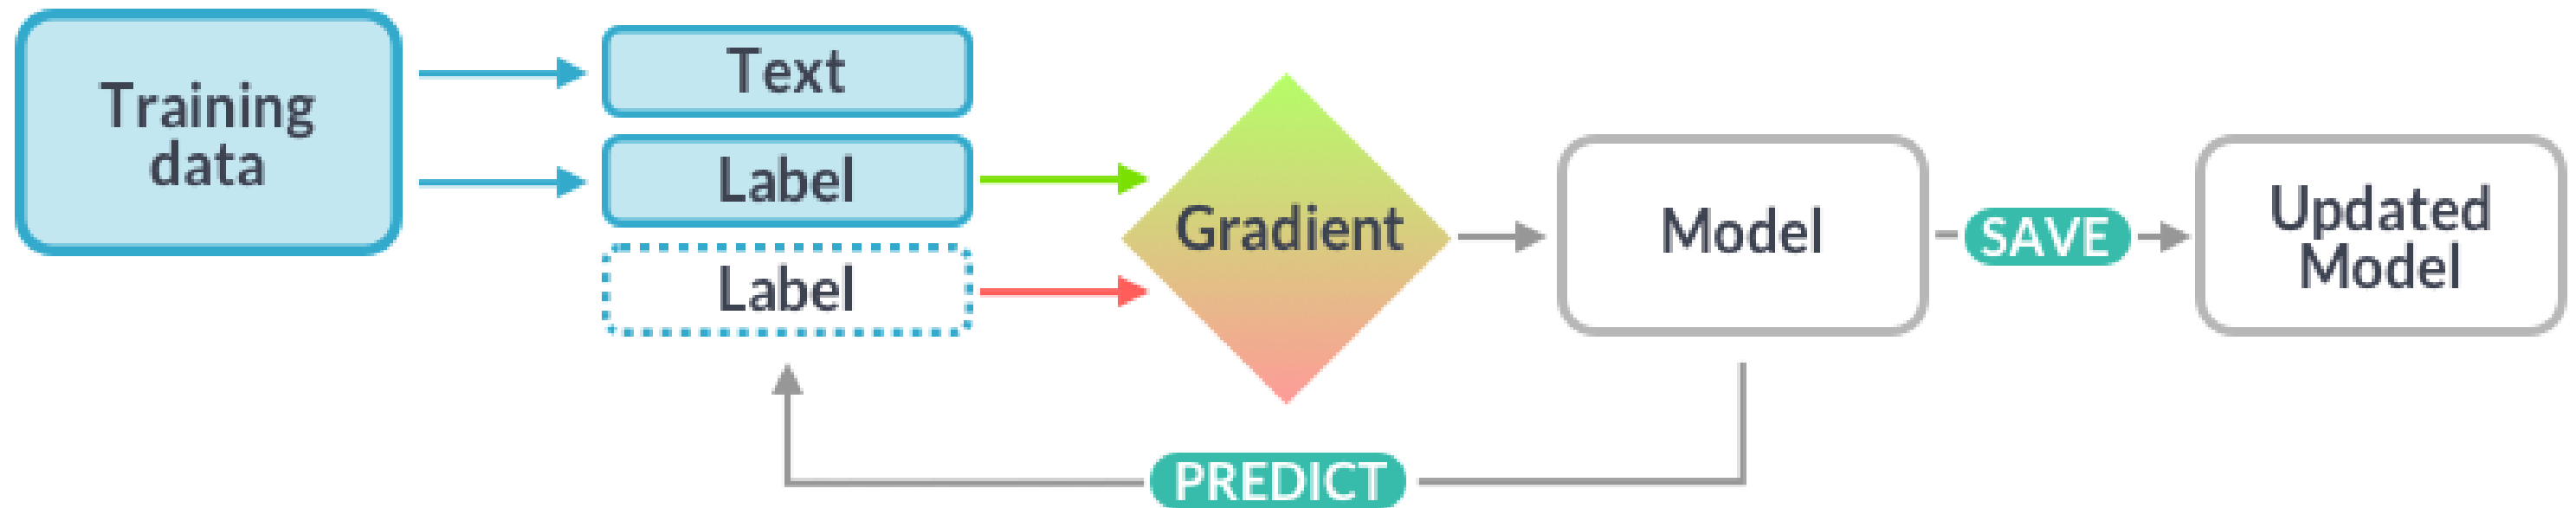 Training
data
Text
Label
Label
Gradient
Model
SAVE
Updated
Model
PREDICT